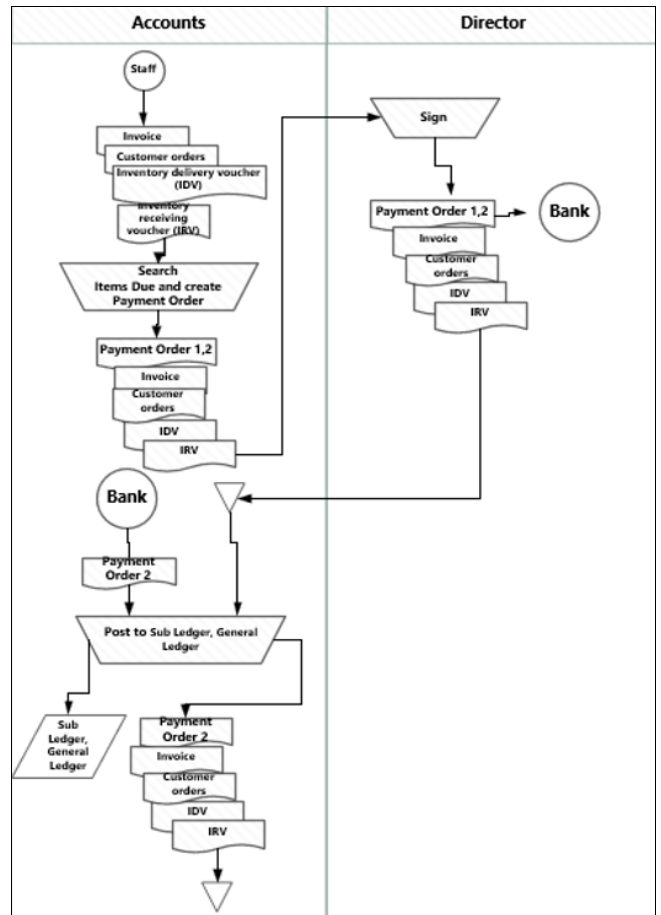 Accounts
Director
Staff
Invoice
Customer orders
Inventory delivery voucher
(IDV)
Inventory
receiving
voucher (IRV)
Search
Items Due and create
Payment Order
Payment Order 1,2
Invoice
Customer
orders
IDV
IRV
Sign
Payment Order 1,2
Bank
Invoice
Customer
orders
IDV
IRV
Bank
Payment
Order 2
Post to Sub Ledger, General
Ledger
Sub
Ledger,
General
Ledger
Payment
Order 2
Invoice
Customer
orders
IDV
IRV